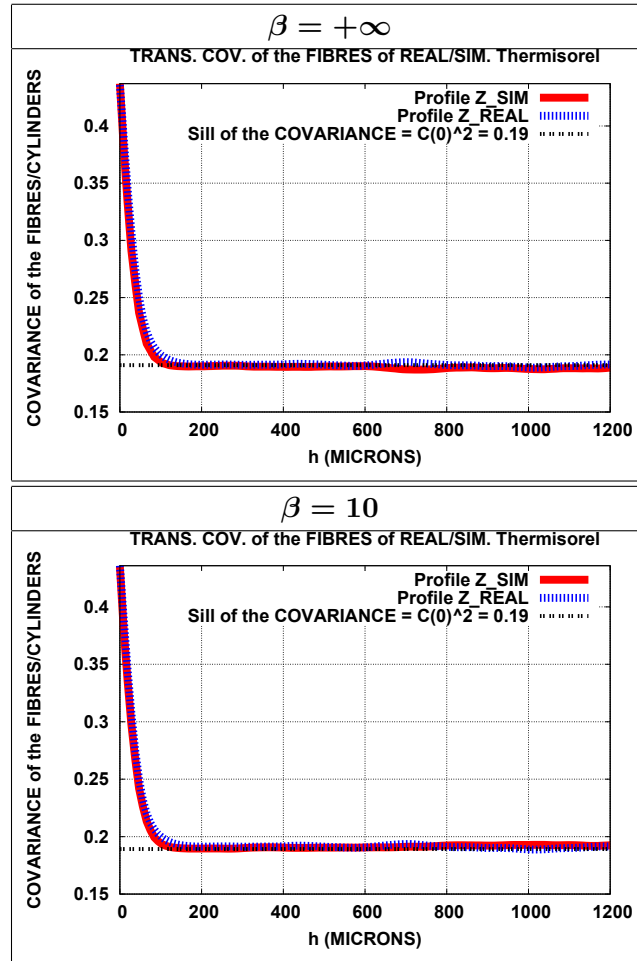 β = +∞
TRANS. COV. of the FIBRES of REAL/SIM. Thermisorel
COVARIANCE of the FIBRES/CYLINDERS
Profile Z_SIM
Profile Z_REAL
Sill of the COVARIANCE = C(0)^2 = 0.19
0.4
0.35
0.3
0.25
0.2
0.15
0 200 400 600 800 1000 1200
h (MICRONS)
β = 10
TRANS. COV. of the FIBRES of REAL/SIM. Thermisorel
COVARIANCE of the FIBRES/CYLINDERS
Profile Z_SIM
Profile Z_REAL
Sill of the COVARIANCE = C(0)^2 = 0.19
0.4
0.35
0.3
0.25
0.2
0.15
0 200 400 600 800 1000 1200
h (MICRONS)